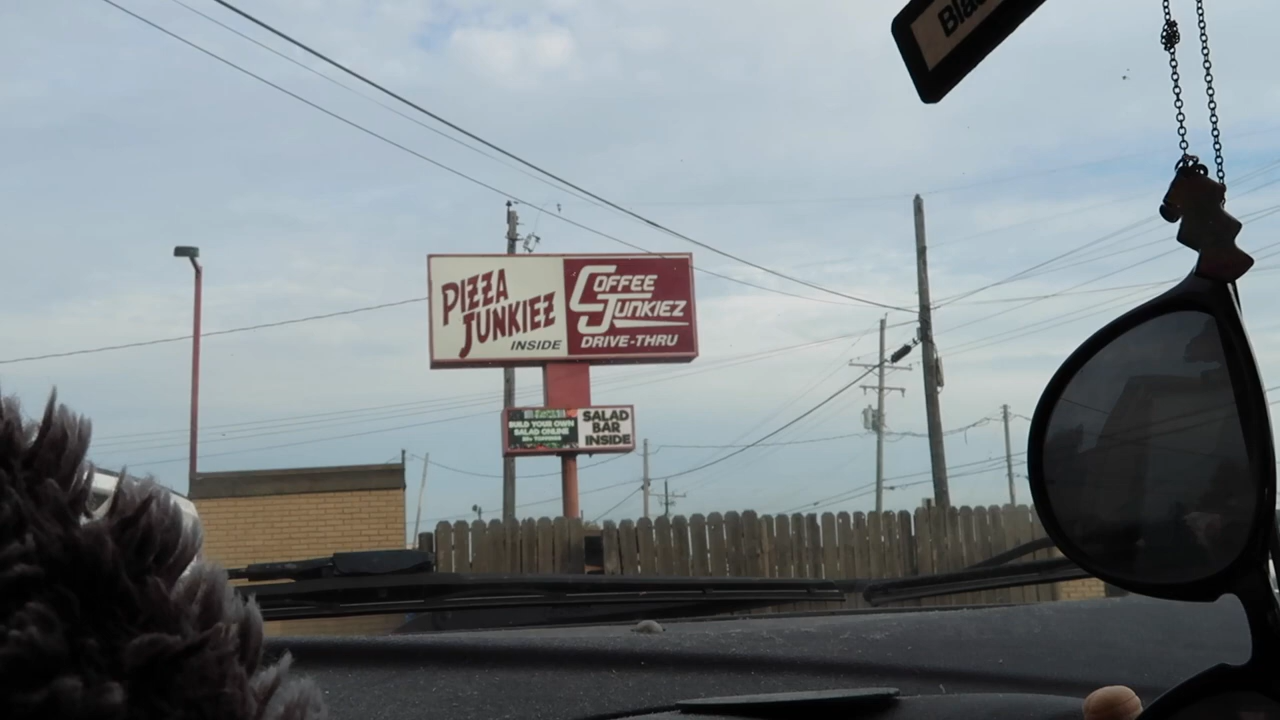 PIZZA
JUNKIEZ
INSIDE
COFFEE
JUNKIEZ
DRIVE-THRU
BUILD YOUR OWN
SALAD ONLINE
SALAD
BAR
INSIDE